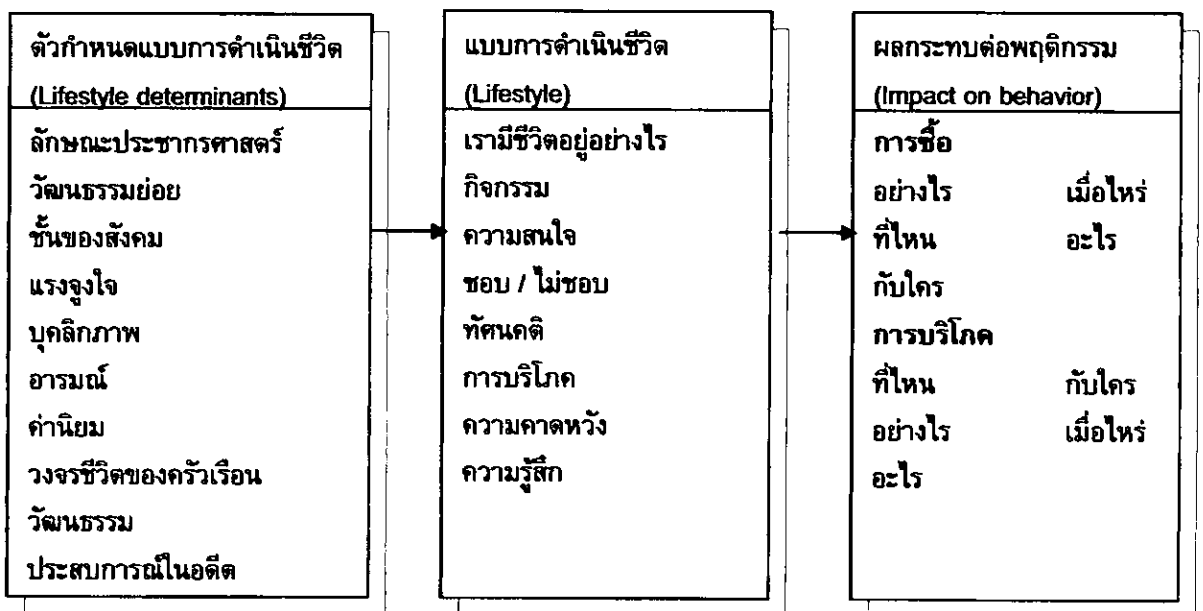 ตัวกำหนดแบบการดำเนินชีวิต
(Lifestyle determinants)
ลักษณะประชากรศาสตร์
วัฒนธรรมย่อย
ชั้นของสังคม
แรงจูงใจ
บุคลิกภาพ
อารมณ์
ค่านิยม
วงจรชีวิตของครัวเรือน
วัฒนธรรม
ประสบการณ์ในอดีต
แบบการดำเนินชีวิต
(Lifestyle)
เรามีชีวิตอยู่อย่างไร
กิจกรรม
ความสนใจ
ชอบ / ไม่ชอบ
ทัศนคติ
การบริโภค
ความคาดหวัง
ความรู้สึก
ผลกระทบต่อพฤติกรรม
(Impact on behavior)
การซื้อ
อย่างไร เมื่อไหร่
ที่ไหน อะไร
กับใคร
การบริโภค
ที่ไหน กับใคร
อย่างไร เมื่อไหร่
อะไร